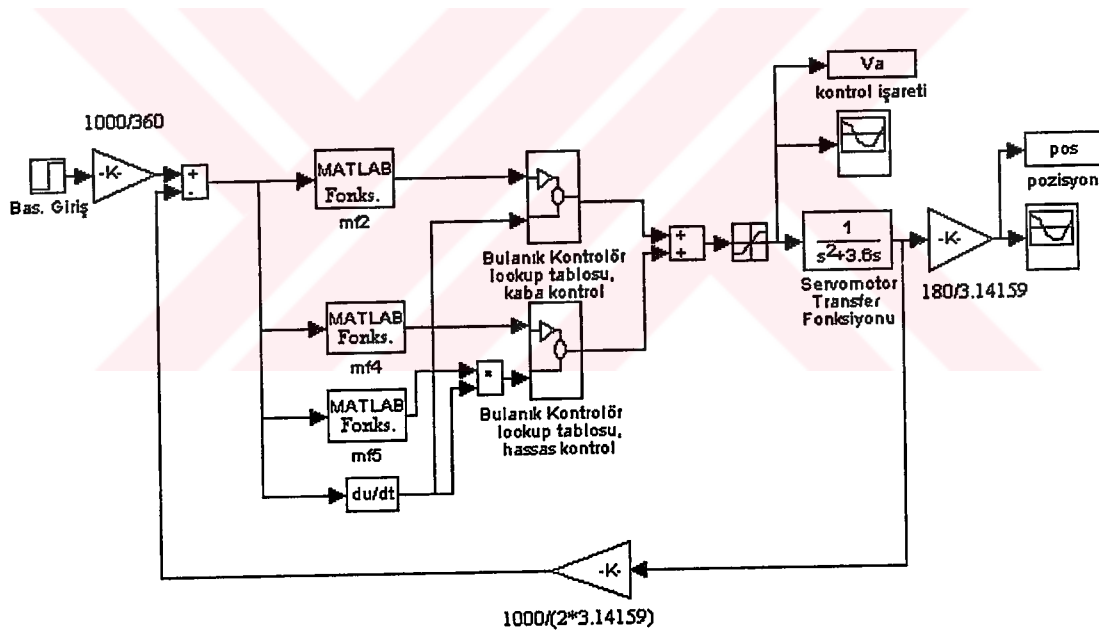 Va
kontrol işareti
1000/360
-K-
+
-
Bas. Giriş
MATLAB
Fonks.
mf2
Bulanık Kontrolör
lookup tablosu,
kaba kontrol
+
+
1
s²+3.6s
Servomotor
Transfer
Fonksiyonu
-K-
180/3.14159
pos
pozisyon
MATLAB
Fonks.
mf4
MATLAB
Fonks.
mf5
*
Bulanık Kontrolör
lookup tablosu,
hassas kontrol
du/dt
-K-
1000/(2*3.14159)